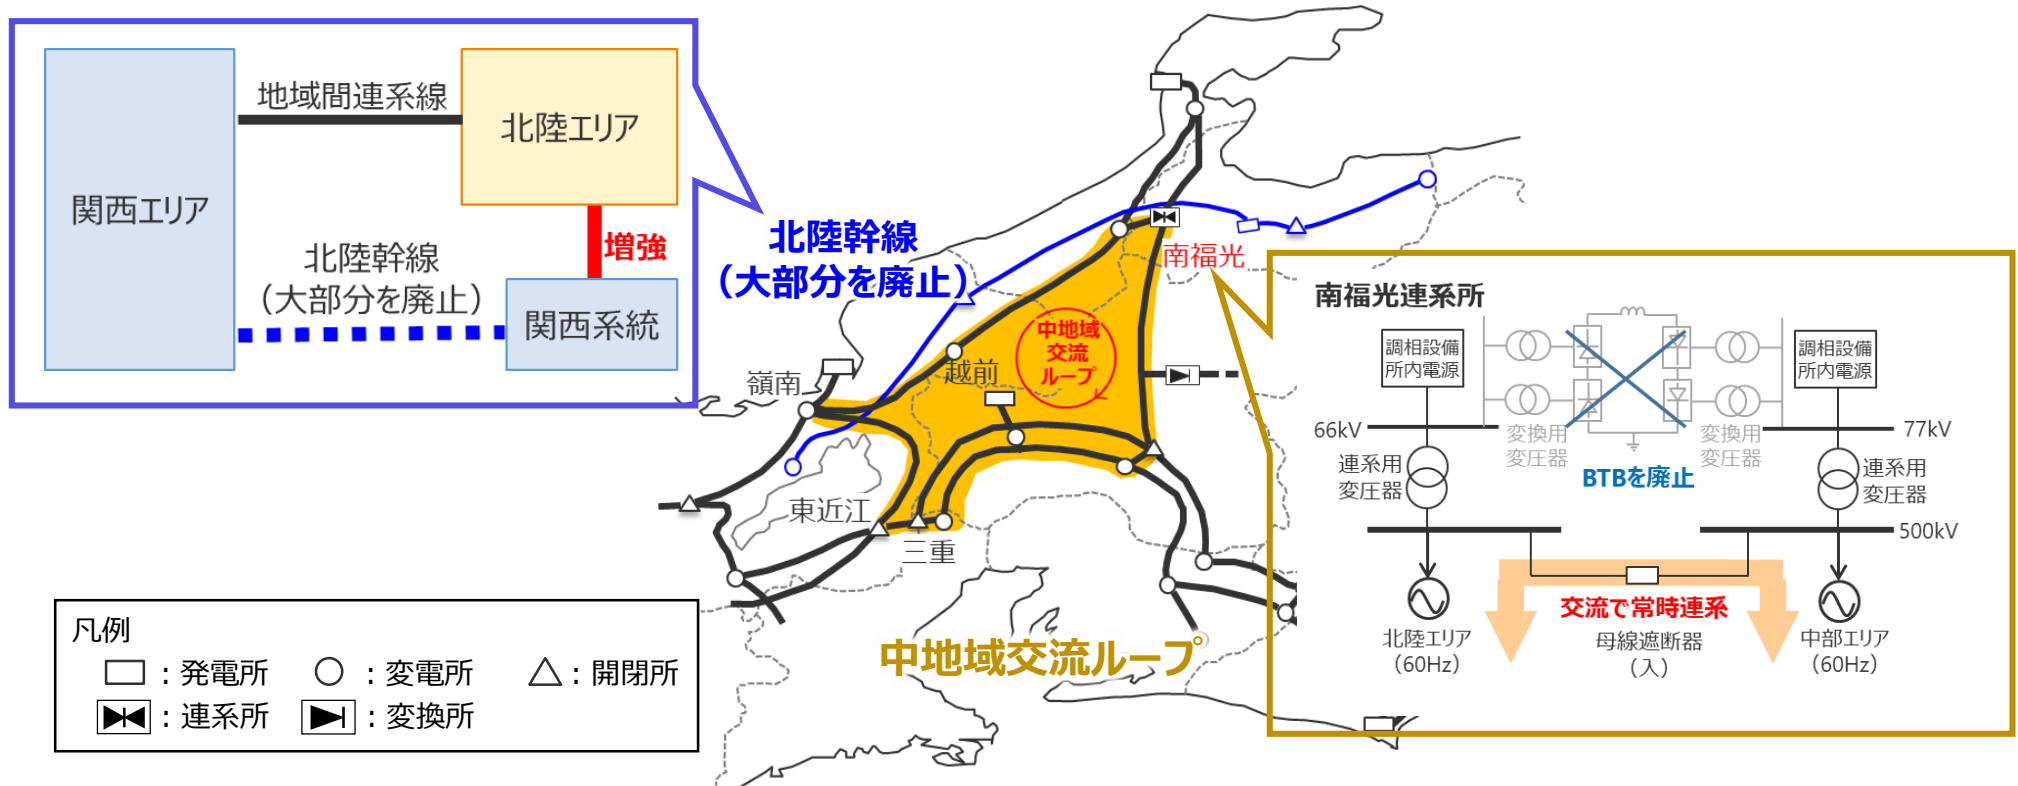 地域間連系線
北陸エリア
関西エリア
増強
北陸幹線
（大部分を廃止）
関西系統
北陸幹線
（大部分を廃止）
南福光
中地域
交流
ループ
越前
嶺南
東近江
三重
中地域交流ループ
凡例
：発電所
：変電所
：開閉所
：連系所
：変換所
南福光連系所
調相設備
所内電源
調相設備
所内電源
66kV
77kV
変換用
変圧器
変換用
変圧器
連系用
変圧器
連系用
変圧器
BTBを廃止
500kV
交流で常時連系
北陸エリア
（60Hz）
母線遮断器
（入）
中部エリア
（60Hz）